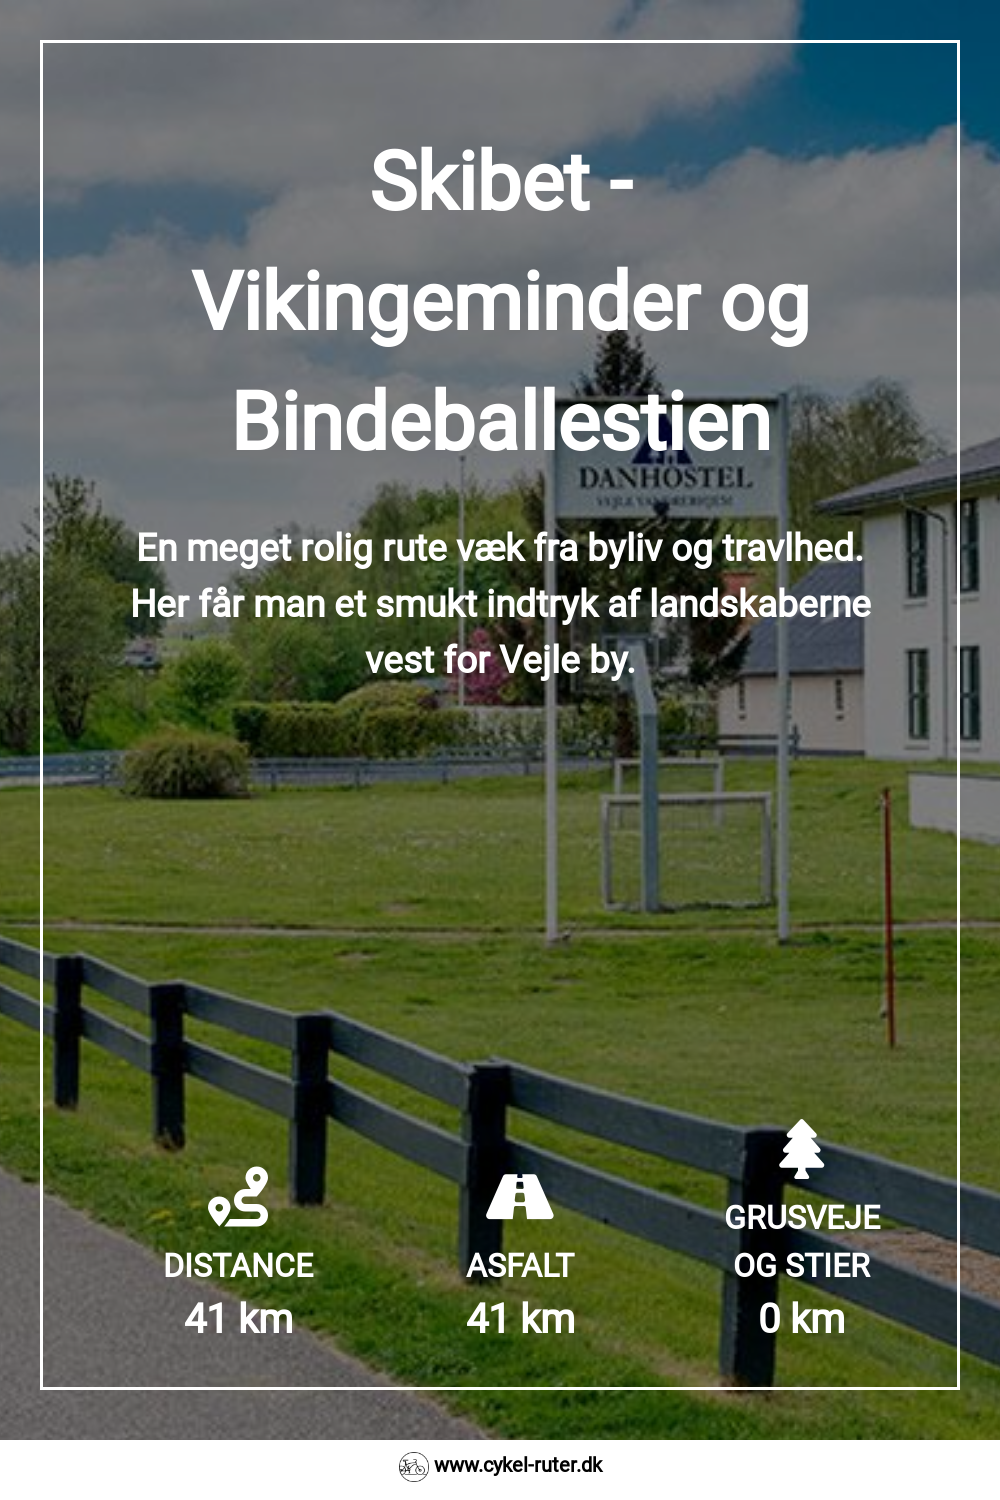 Skibet -
Vikingeminder og
Bindeballestien
DANHOSTEL
VEJLE VANDRERHJEM
En meget rolig rute væk fra byliv og travlhed.
Her får man et smukt indtryk af landskaberne
vest for Vejle by.
DISTANCE
41 km
ASFALT
41 km
GRUSVEJE
OG STIER
0 km
www.cykel-ruter.dk